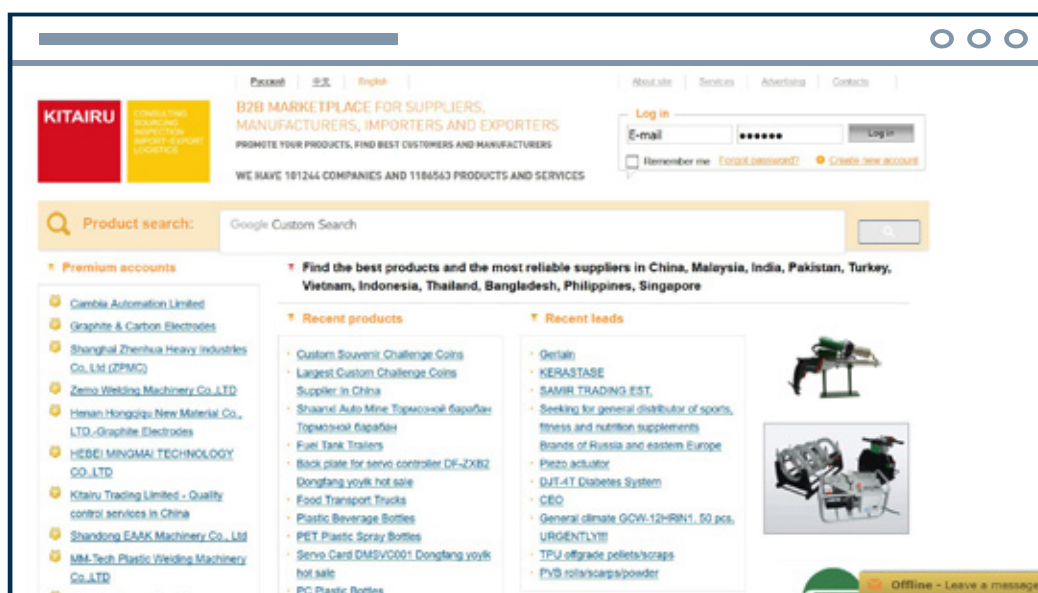 Русский 中文 English
About site Services Advertising Contacts
KITAIRU
CONSULTING
SOURCING
INSPECTION
IMPORT-EXPORT
LOGISTICS
B2B MARKETPLACE FOR SUPPLIERS,
MANUFACTURERS, IMPORTERS AND EXPORTERS
PROMOTE YOUR PRODUCTS, FIND BEST CUSTOMERS AND MANUFACTURERS
WE HAVE 101244 COMPANIES AND 1186563 PRODUCTS AND SERVICES
Log in
E-mail
Log in
Remember me Forgot password? Create new account
Product search:
Google Custom Search
Premium accounts
Cambia Automation Limited
Graphite & Carbon Electrodes
Shanghai Zhenhua Heavy Industries
Co, Ltd (ZPMC)
Zemo Welding Machinery Co.,LTD
Henan Hongqiqu New Material Co.,
LTD.-Graphite Electrodes
HEBEI MINGMAI TECHNOLOGY
CO.,LTD
Kitairu Trading Limited - Quality
control services in China
Shandong EAAK Machinery Co., Ltd
MM-Tech Plastic Welding Machinery
Co.,LTD
Find the best products and the most reliable suppliers in China, Malaysia, India, Pakistan, Turkey,
Vietnam, Indonesia, Thailand, Bangladesh, Philippines, Singapore
Recent products
Custom Souvenir Challenge Coins
Largest Custom Challenge Coins
Supplier In China
Shaanxi Auto Mine Тормозной барабан
Тормозной барабан
Fuel Tank Trailers
Back plate for servo controller DF-ZXB2
Dongfang yoyik hot sale
Food Transport Trucks
Plastic Beverage Bottles
PET Plastic Spray Bottles
Servo Card DMSVC001 Dongfang yoyik
hot sale
PC Plastic Bottles
Recent leads
Gerlain
KERASTASE
SAMIR TRADING EST.
Seeking for general distributor of sports,
fitness and nutrition supplements
Brands of Russia and eastern Europe
Piezo actuator
DJT-4T Diabetes System
CEO
General climate GCW-12HRIN1, 50 pcs,
URGENTLY!!!
TPU offgrade pellets/scraps
PVB rolls/scarps/powder
Offline - Leave a message